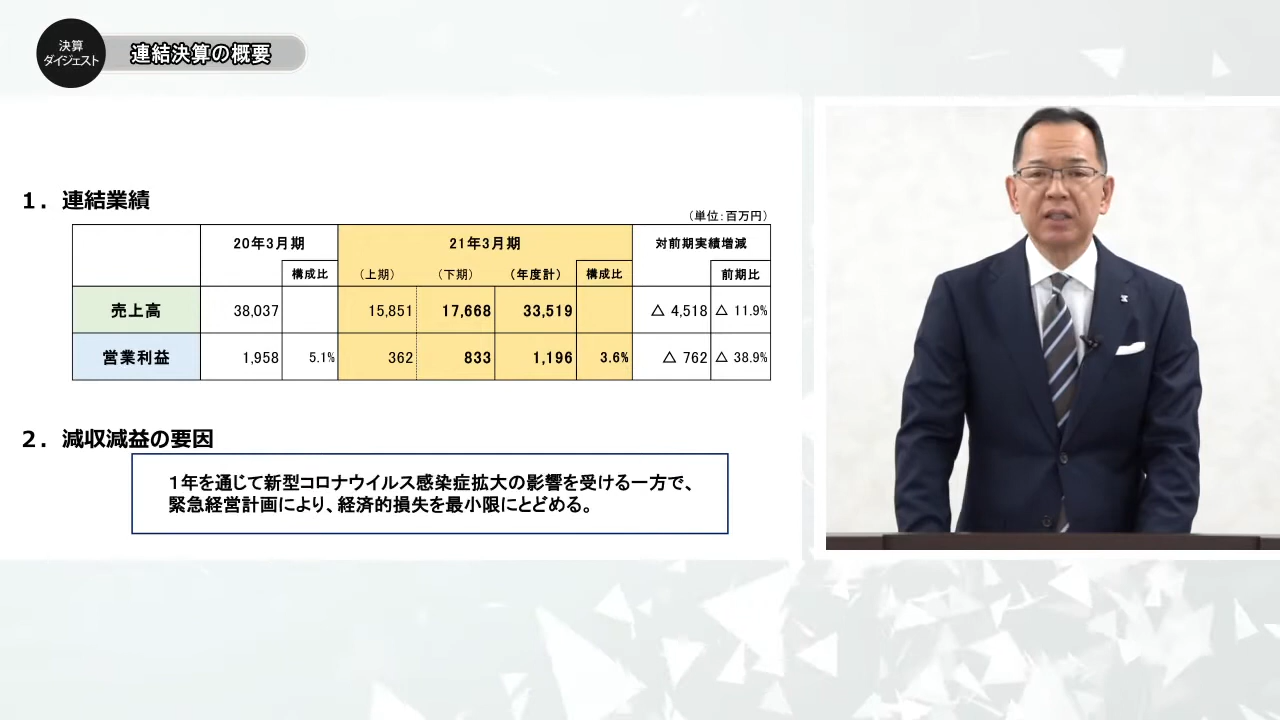 決算
ダイジェスト
連結決算の概要
１．連結業績
（単位：百万円）
20年3月期 21年3月期 対前期実績増減
構成比 （上期） （下期） （年度計） 構成比 前期比
売上高 38,037 15,851 17,668 33,519 △ 4,518 △ 11.9%
営業利益 1,958 5.1% 362 833 1,196 3.6% △ 762 △ 38.9%
２．減収減益の要因
１年を通じて新型コロナウイルス感染症拡大の影響を受ける一方で、
緊急経営計画により、経済的損失を最小限にとどめる。